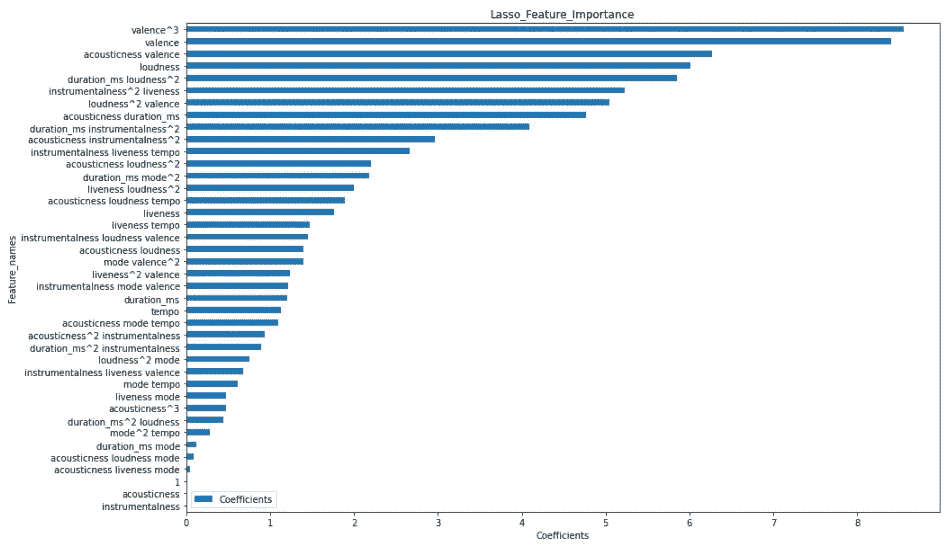 Lasso_Feature_Importance
valence^3
valence
acousticness valence
loudness
duration_ms loudness^2
instrumentalness^2 liveness
loudness^2 valence
acousticness duration_ms
duration_ms instrumentalness^2
acousticness instrumentalness^2
instrumentalness liveness tempo
acousticness loudness^2
duration_ms mode^2
liveness loudness^2
acousticness loudness tempo
liveness
liveness tempo
instrumentalness loudness valence
acousticness loudness
mode valence^2
liveness^2 valence
instrumentalness mode valence
duration_ms
tempo
acousticness mode tempo
acousticness^2 instrumentalness
duration_ms^2 instrumentalness
loudness^2 mode
instrumentalness liveness valence
mode tempo
liveness mode
acousticness^3
duration_ms^2 loudness
mode^2 tempo
duration_ms mode
acousticness loudness mode
acousticness liveness mode
1
acousticness
instrumentalness
Feature_names
Coefficients
0 1 2 3 4 5 6 7 8
Coefficients